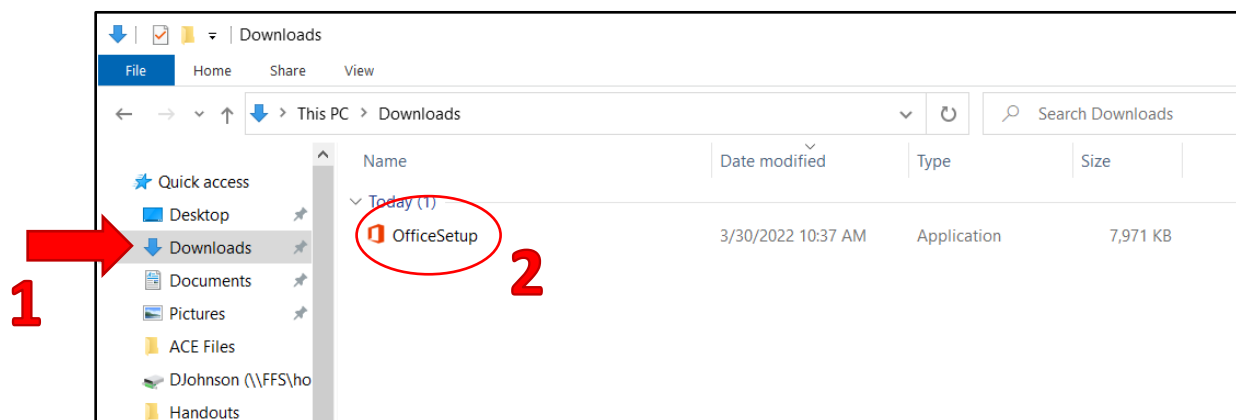 Downloads
File Home Share View
This PC > Downloads Search Downloads
Name Date modified Type Size
Quick access
Today (1)
Desktop
OfficeSetup 3/30/2022 10:37 AM Application 7,971 KB
Downloads
2
Documents
1
Pictures
ACE Files
DJohnson (\\FFS\ho
Handouts